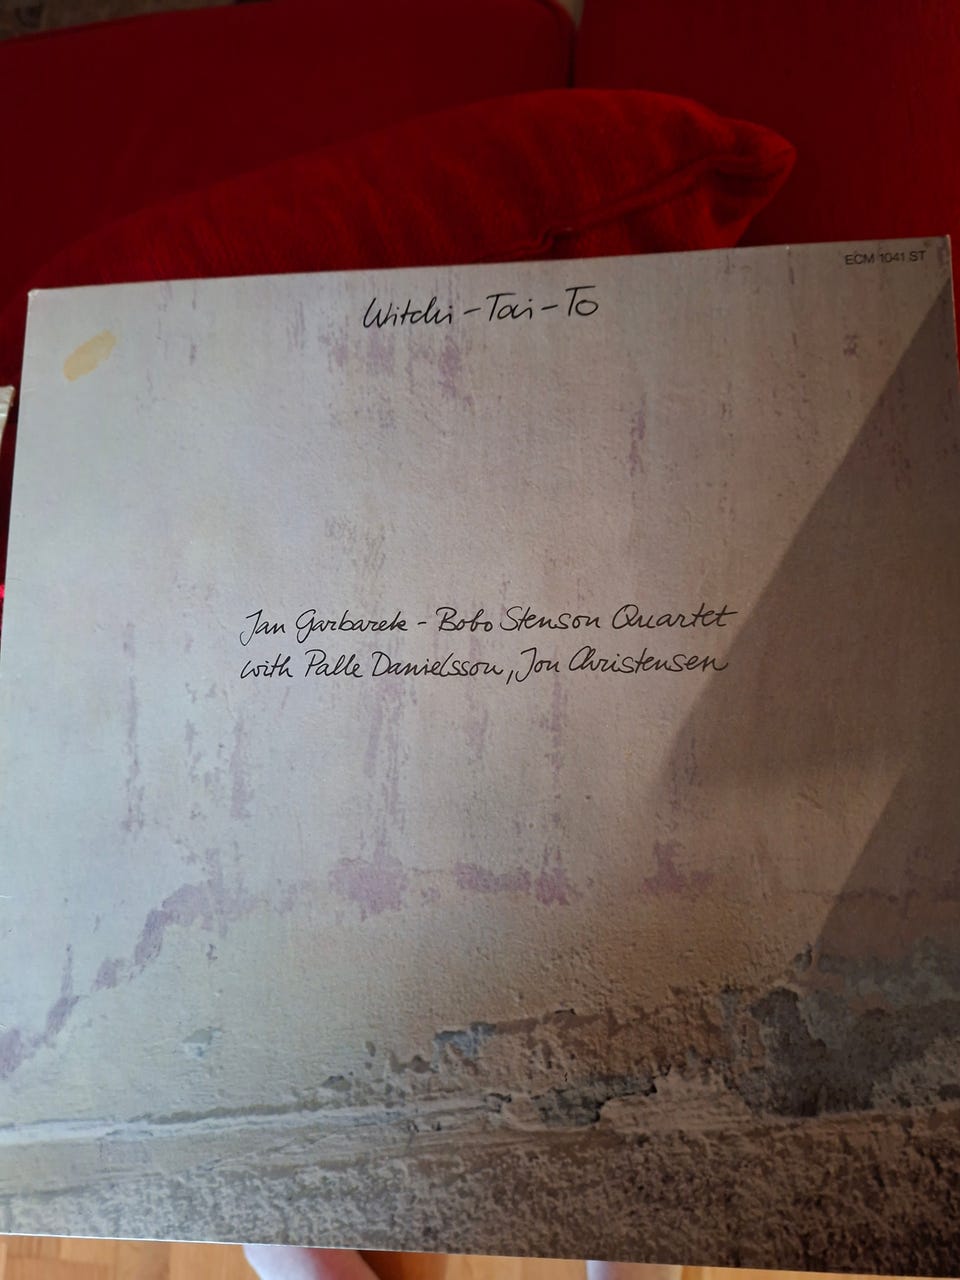 ECM 1041 ST
Witchi-Tai-To
Jan Garbarek - Bobo Stenson Quartet
with Palle Danielsson, Jon Christensen